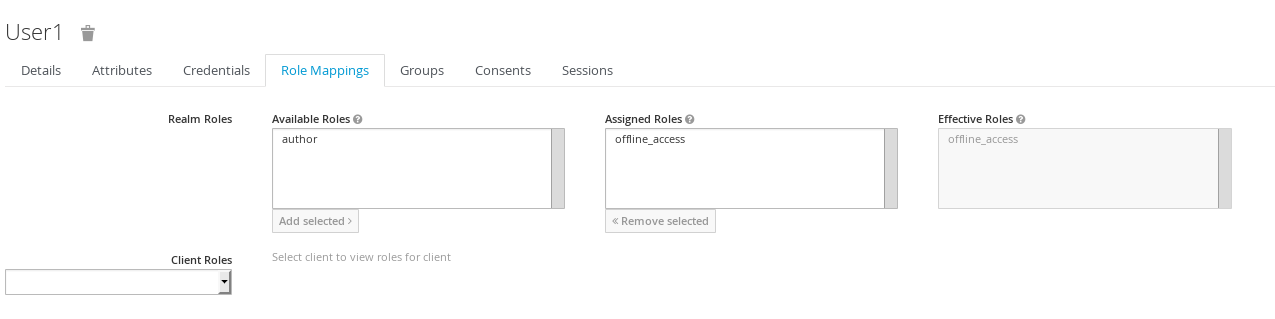 User1
Details Attributes Credentials Role Mappings Groups Consents Sessions
Realm Roles Available Roles Assigned Roles Effective Roles
author offline_access offline_access
Add selected > « Remove selected
Client Roles Select client to view roles for client